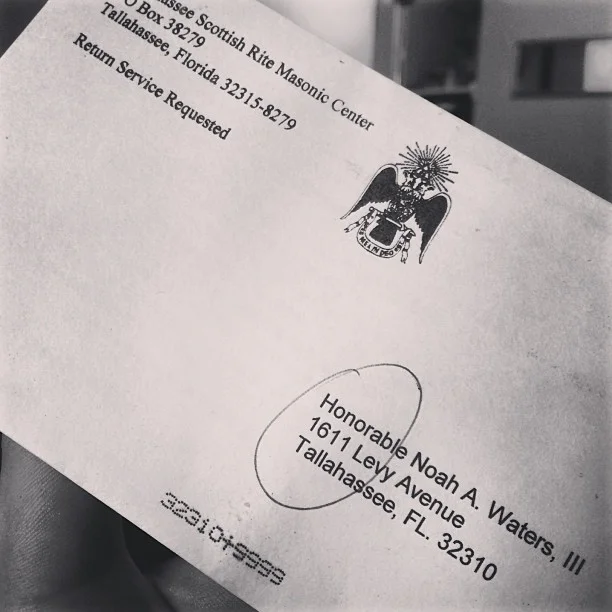 Scottish Rite Masonic Center
PO Box 38279
Tallahassee, Florida 32315-8279
Return Service Requested
Honorable Noah A. Waters, III
1611 Levy Avenue
Tallahassee, FL. 32310
32310+9999